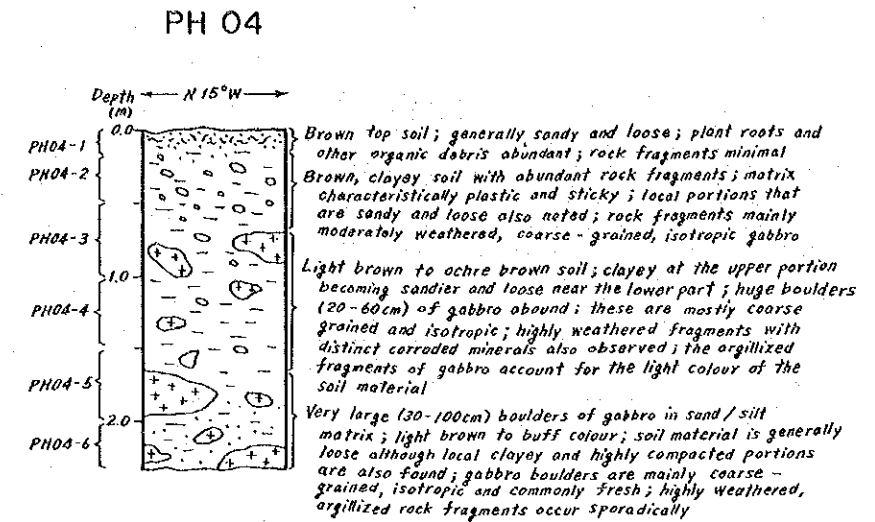 PH 04
Depth N 15°W
(m)
0.0
PH04-1
PH04-2
PH04-3
1.0
PH04-4
PH04-5
2.0
PH04-6
Brown top soil; generally sandy and loose; plant roots and
other organic debris abundant; rock fragments minimal
Brown, clayey soil with abundant rock fragments; matrix
characteristically plastic and sticky; local portions that
are sandy and loose also noted; rock fragments mainly
moderately weathered, coarse-grained, isotropic gabbro
Light brown to ochre brown soil; clayey at the upper portion
becoming sandier and loose near the lower part; huge boulders
(20-60cm) of gabbro abound; these are mostly coarse
grained and isotropic; highly weathered fragments with
distinct corroded minerals also observed; the argillized
fragments of gabbro account for the light colour of the
soil material
Very large (30-100cm) boulders of gabbro in sand/silt
matrix; light brown to buff colour; soil material is generally
loose although local clayey and highly compacted portions
are also found; gabbro boulders are mainly coarse-
grained, isotropic and commonly fresh; highly weathered,
argillized rock fragments occur sporadically